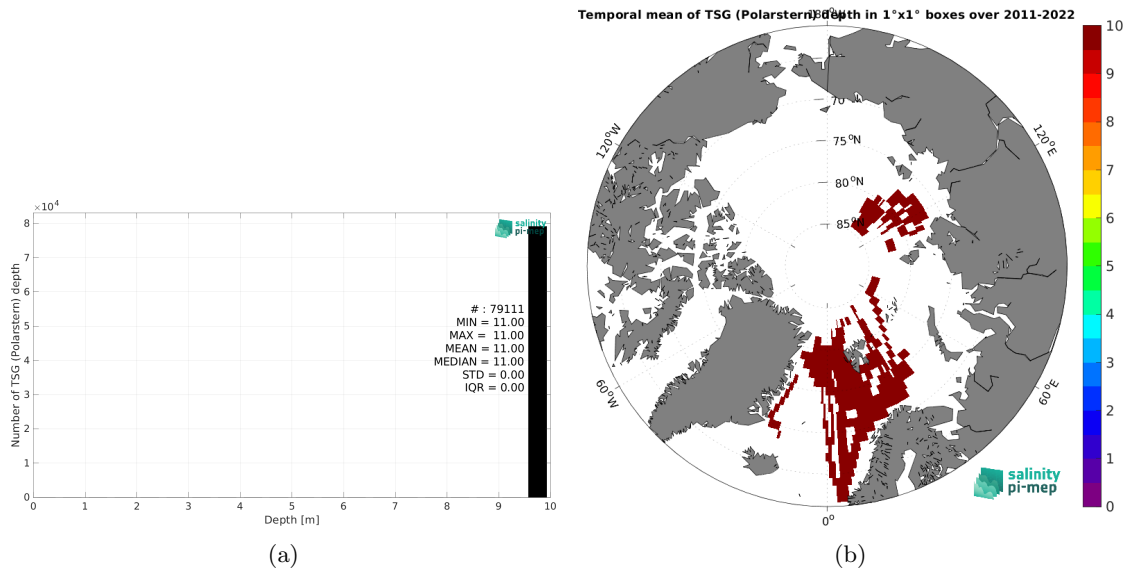 ×10⁴
8
7
6
5
4
3
2
1
0
Number of TSG (Polarstern) depth
salinity
pi-mep
# : 79111
MIN = 11.00
MAX = 11.00
MEAN = 11.00
MEDIAN = 11.00
STD = 0.00
IQR = 0.00
0 1 2 3 4 5 6 7 8 9 10
Depth [m]
(a)
Temporal mean of TSG (Polarstern) depth in 1°x1° boxes over 2011-2022
180°W
120°W
120°E
70°N
75°N
80°N
85°N
60°W
60°E
0°
salinity
pi-mep
10
9
8
7
6
5
4
3
2
1
0
(b)